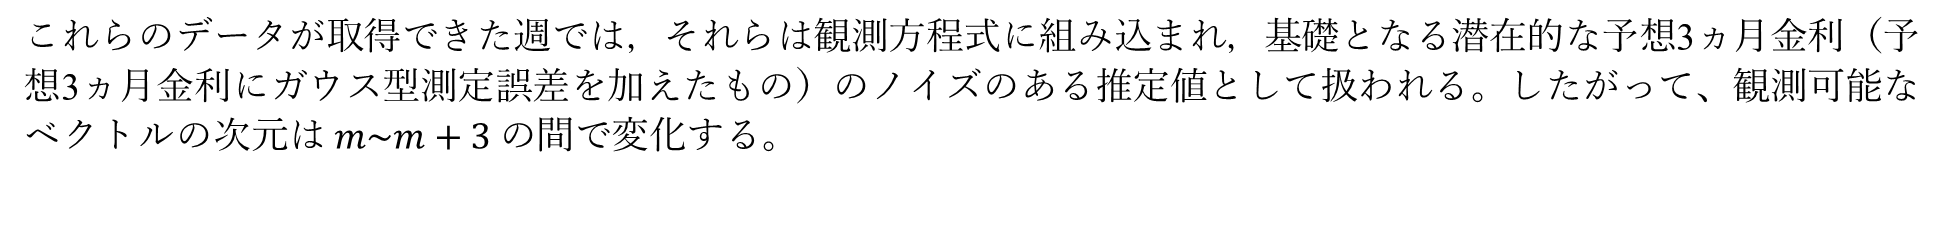 これらのデータが取得できた週では，それらは観測方程式に組み込まれ，基礎となる潜在的な予想3ヵ月金利（予
想3ヵ月金利にガウス型測定誤差を加えたもの）のノイズのある推定値として扱われる。したがって、観測可能な
ベクトルの次元は m~m + 3 の間で変化する。